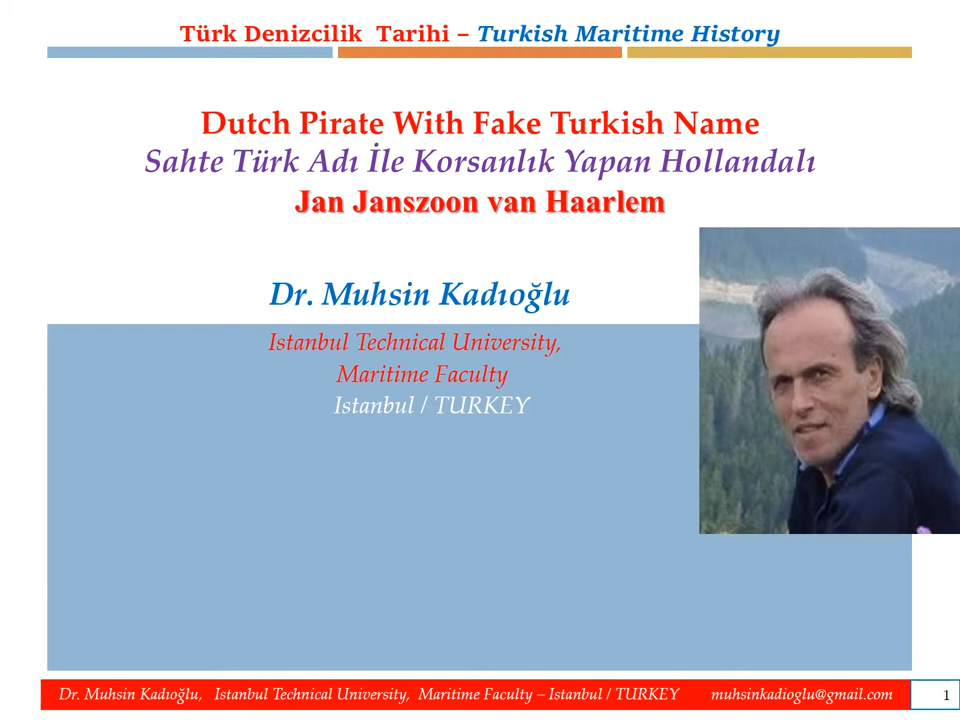 Türk Denizcilik Tarihi – Turkish Maritime History
Dutch Pirate With Fake Turkish Name
Sahte Türk Adı İle Korsanlık Yapan Hollandalı
Jan Janszoon van Haarlem
Dr. Muhsin Kadıoğlu
Istanbul Technical University,
Maritime Faculty
Istanbul / TURKEY
Dr. Muhsin Kadıoğlu, Istanbul Technical University, Maritime Faculty – Istanbul / TURKEY muhsinkadioglu@gmail.com 1